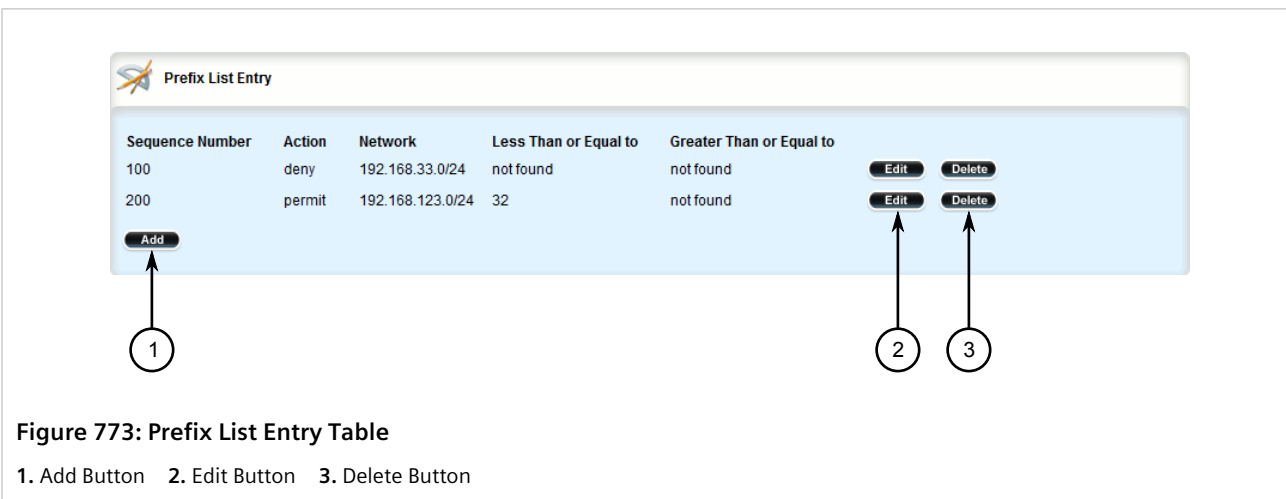 Prefix List Entry
Sequence Number Action Network Less Than or Equal to Greater Than or Equal to
100 deny 192.168.33.0/24 not found not found Edit Delete
200 permit 192.168.123.0/24 32 not found Edit Delete
Add
1 2 3
Figure 773: Prefix List Entry Table
1. Add Button 2. Edit Button 3. Delete Button